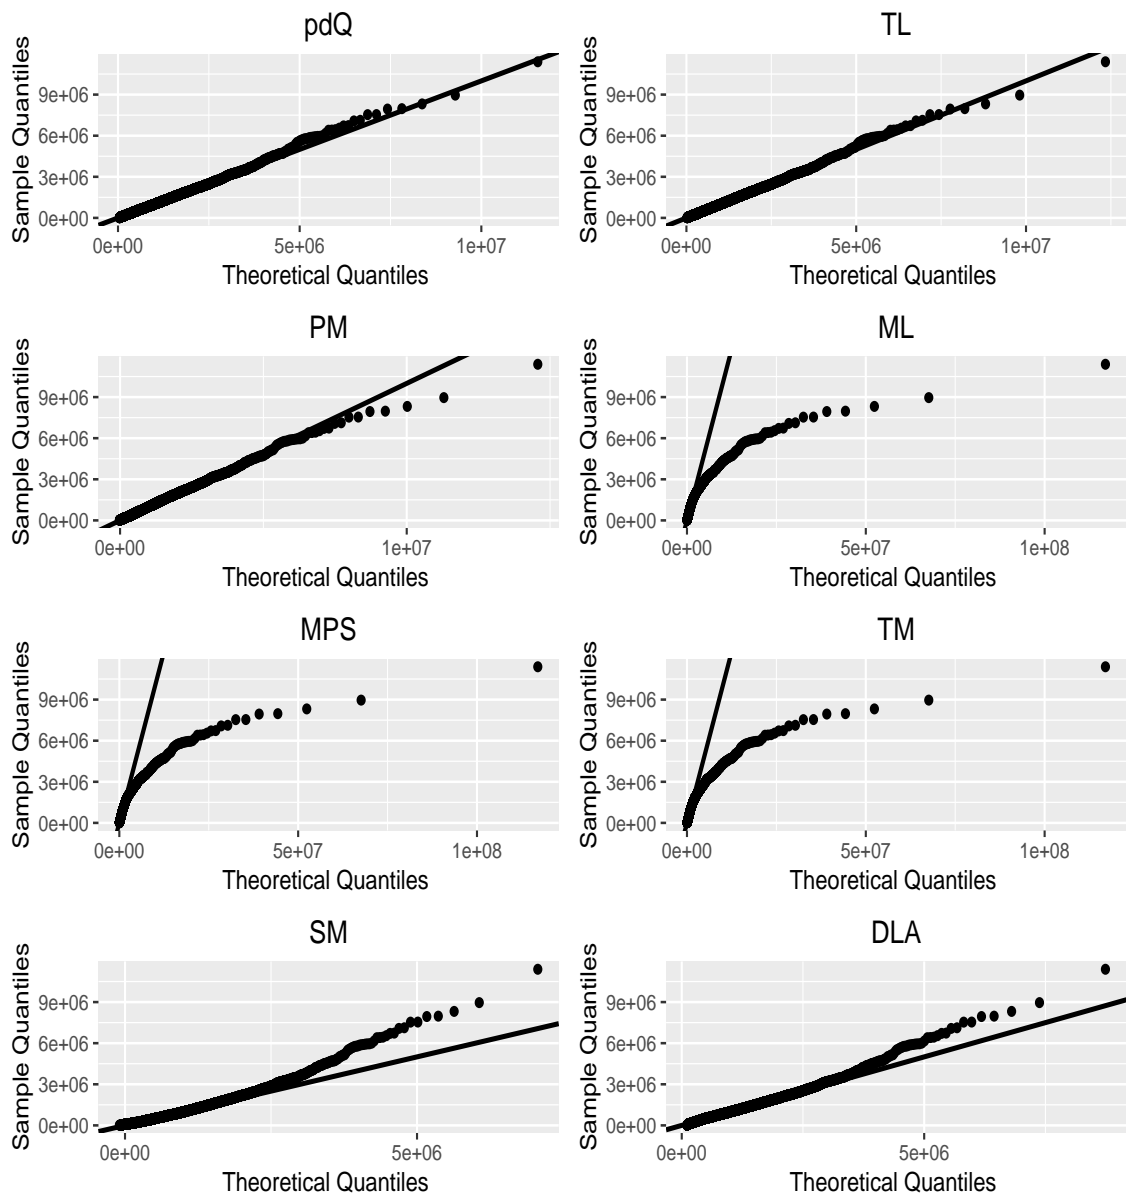 pdQ
Sample Quantiles
9e+06
6e+06
3e+06
0e+00
0e+00 5e+06 1e+07
Theoretical Quantiles
TL
Sample Quantiles
9e+06
6e+06
3e+06
0e+00
0e+00 5e+06 1e+07
Theoretical Quantiles
PM
Sample Quantiles
9e+06
6e+06
3e+06
0e+00
0e+00 1e+07
Theoretical Quantiles
ML
Sample Quantiles
9e+06
6e+06
3e+06
0e+00
0e+00 5e+07 1e+08
Theoretical Quantiles
MPS
Sample Quantiles
9e+06
6e+06
3e+06
0e+00
0e+00 5e+07 1e+08
Theoretical Quantiles
TM
Sample Quantiles
9e+06
6e+06
3e+06
0e+00
0e+00 5e+07 1e+08
Theoretical Quantiles
SM
Sample Quantiles
9e+06
6e+06
3e+06
0e+00
0e+00 5e+06
Theoretical Quantiles
DLA
Sample Quantiles
9e+06
6e+06
3e+06
0e+00
0e+00 5e+06
Theoretical Quantiles